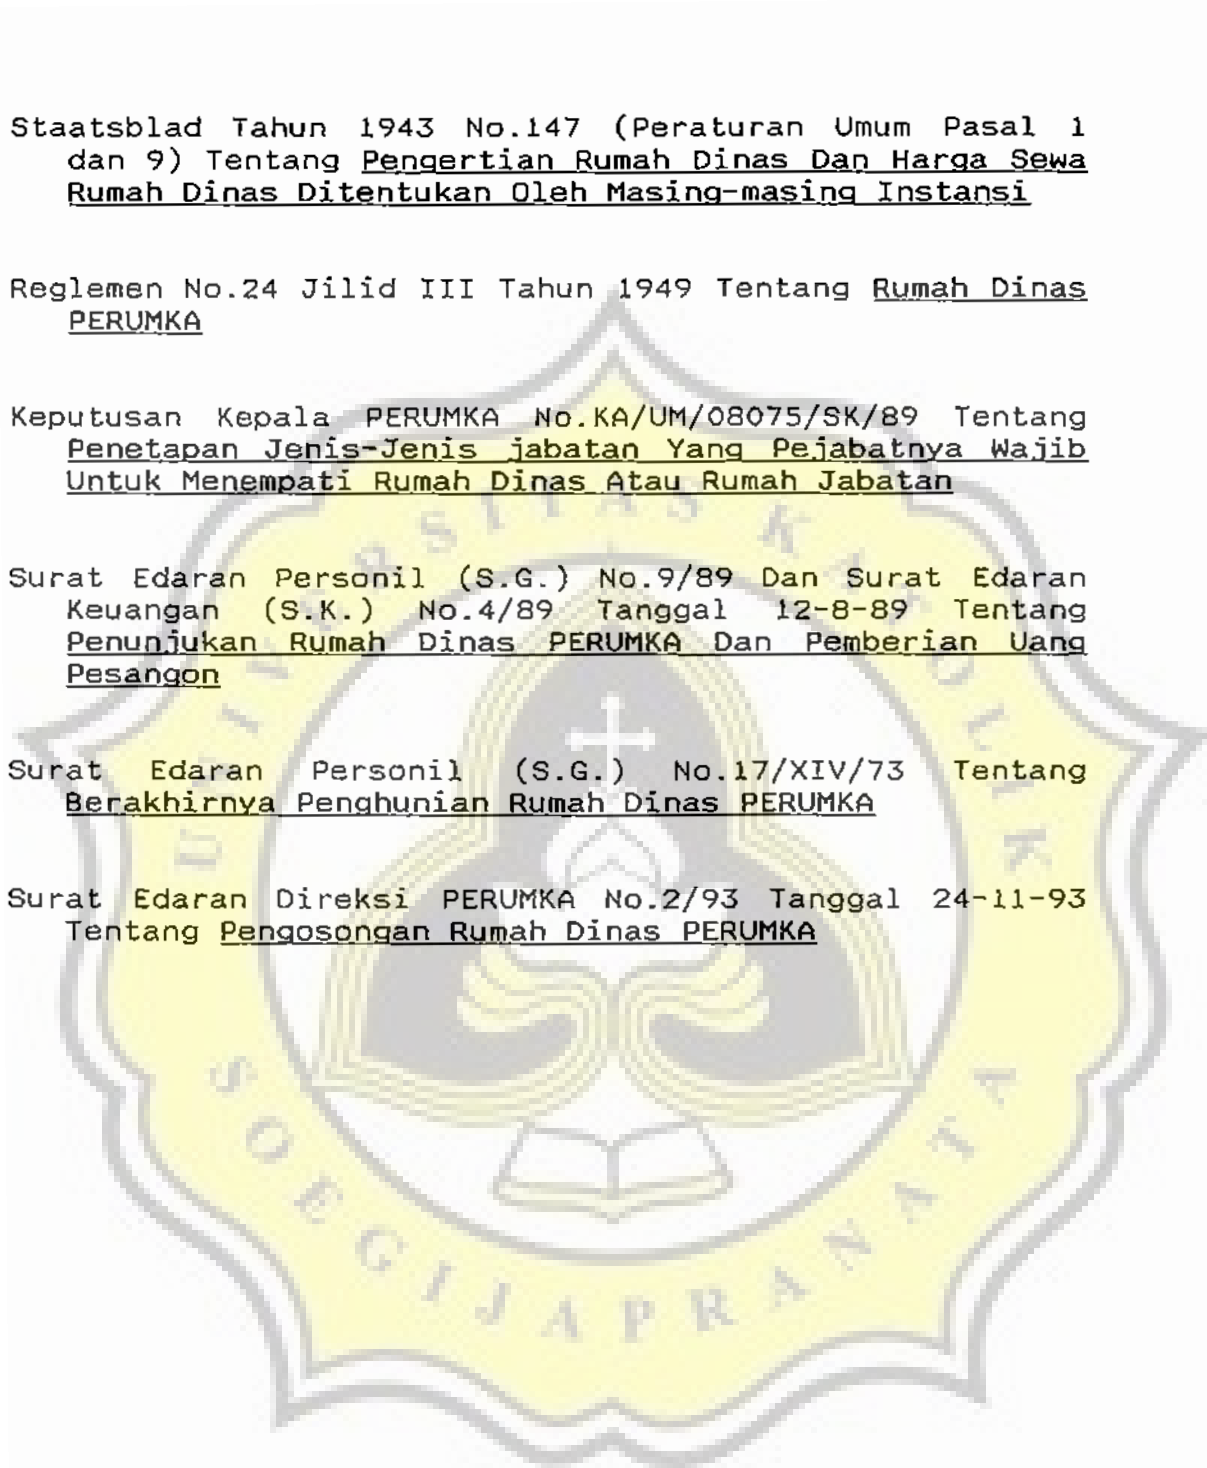 Staatsblad Tahun 1943 No.147 (Peraturan Umum Pasal 1
dan 9) Tentang Pengertian Rumah Dinas Dan Harga Sewa
Rumah Dinas Ditentukan Oleh Masing-masing Instansi
Reglemen No.24 Jilid III Tahun 1949 Tentang Rumah Dinas
PERUMKA
Keputusan Kepala PERUMKA No.KA/UM/08075/SK/89 Tentang
Penetapan Jenis-Jenis jabatan Yang Pejabatnya Wajib
Untuk Menempati Rumah Dinas Atau Rumah Jabatan
Surat Edaran Personil (S.G.) No.9/89 Dan Surat Edaran
Keuangan (S.K.) No.4/89 Tanggal 12-8-89 Tentang
Penunjukan Rumah Dinas PERUMKA Dan Pemberian Uang
Pesangon
Surat Edaran Personil (S.G.) No.17/XIV/73 Tentang
Berakhirnya Penghunian Rumah Dinas PERUMKA
Surat Edaran Direksi PERUMKA No.2/93 Tanggal 24-11-93
Tentang Pengosongan Rumah Dinas PERUMKA
UNIVERSITAS KATOLIK
SOEGIJAPRANATA